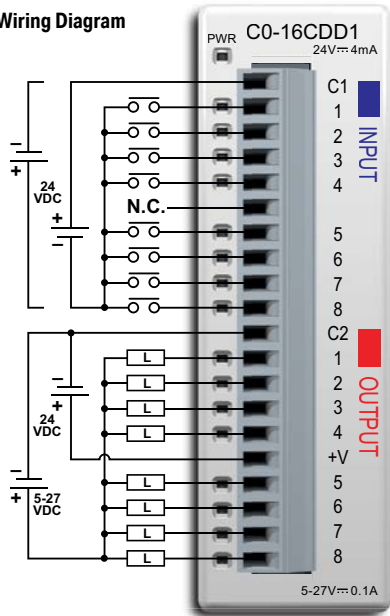 Wiring Diagram
PWR
C0-16CDD1
24V⎓4mA
C1
1
2
3
4
N.C.
5
6
7
8
INPUT
− + 24 VDC + −
C2
1
2
3
4
+V
5
6
7
8
OUTPUT
L
L
L
L
L
L
L
L
− + 24 VDC
− + 5-27 VDC
5-27V⎓0.1A